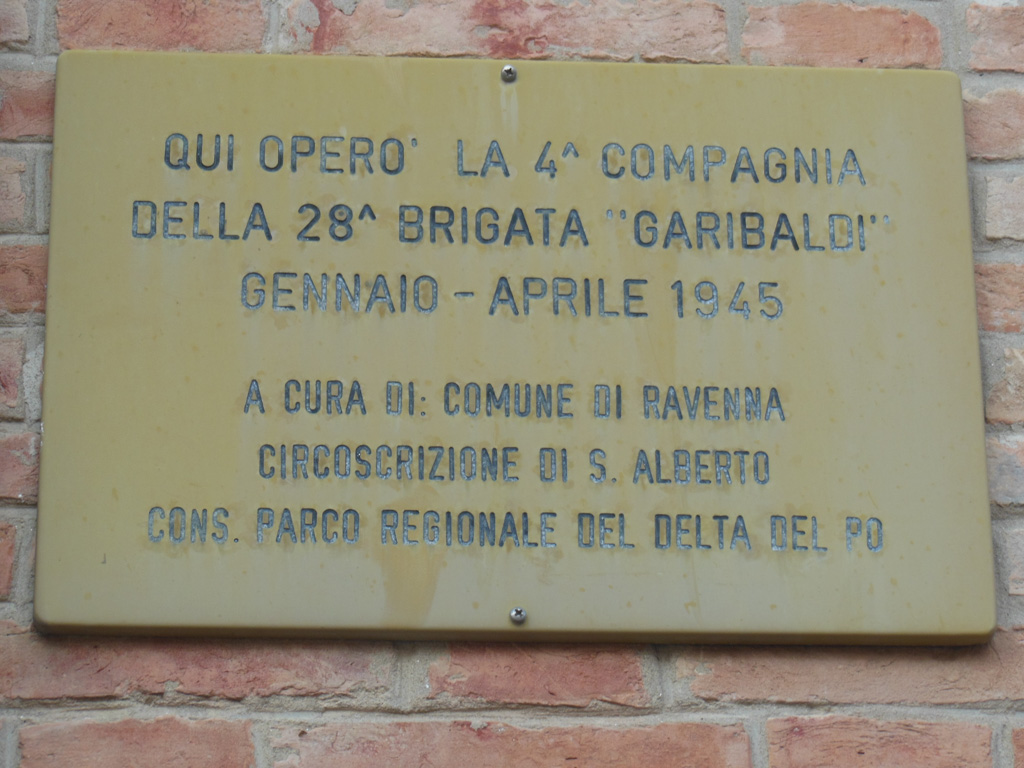 QUI OPERO' LA 4^ COMPAGNIA
DELLA 28^ BRIGATA "GARIBALDI"
GENNAIO - APRILE 1945
A CURA DI: COMUNE DI RAVENNA
CIRCOSCRIZIONE DI S. ALBERTO
CONS. PARCO REGIONALE DEL DELTA DEL PO